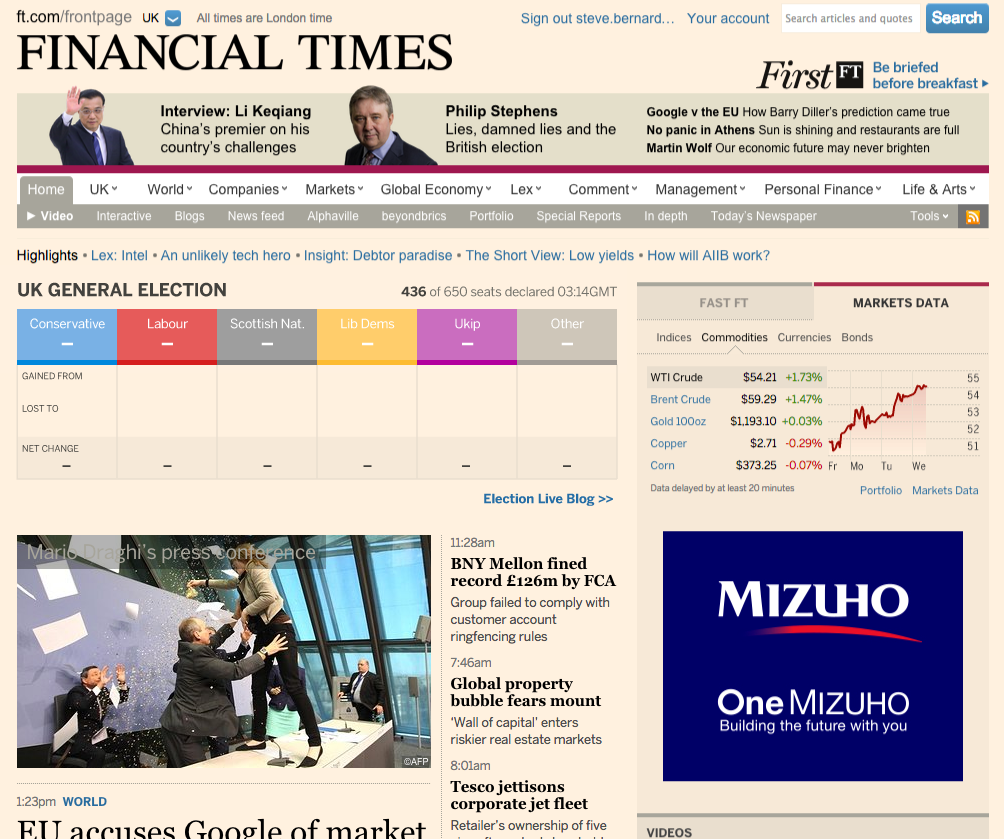 ft.com/frontpage UK All times are London time Sign out steve.bernard... Your account Search articles and quotes Search
FINANCIAL TIMES
First FT Be briefed
before breakfast
Interview: Li Keqiang
China's premier on his
country's challenges
Philip Stephens
Lies, damned lies and the
British election
Google v the EU How Barry Diller's prediction came true
No panic in Athens Sun is shining and restaurants are full
Martin Wolf Our economic future may never brighten
Home UK World Companies Markets Global Economy Lex Comment Management Personal Finance Life & Arts
Video Interactive Blogs News feed Alphaville beyondbrics Portfolio Special Reports In depth Today's Newspaper Tools
Highlights • Lex: Intel • An unlikely tech hero • Insight: Debtor paradise • The Short View: Low yields • How will AIIB work?
UK GENERAL ELECTION 436 of 650 seats declared 03:14GMT
Conservative Labour Scottish Nat. Lib Dems Ukip Other
– – – – – –
GAINED FROM
LOST TO
NET CHANGE
– – – – – –
Election Live Blog >>
FAST FT MARKETS DATA
Indices Commodities Currencies Bonds
WTI Crude $54.21 +1.73%
Brent Crude $59.29 +1.47%
Gold 100oz $1,193.10 +0.03%
Copper $2.71 -0.29%
Corn $373.25 -0.07%
55
54
53
52
51
Fr Mo Tu We
Data delayed by at least 20 minutes
Portfolio Markets Data
Mario Draghi's press conference
©AFP
1:23pm WORLD
EU accuses Google of market
11:28am
BNY Mellon fined
record £126m by FCA
Group failed to comply with
customer account
ringfencing rules
7:46am
Global property
bubble fears mount
'Wall of capital' enters
riskier real estate markets
8:01am
Tesco jettisons
corporate jet fleet
Retailer's ownership of five
MIZUHO
One MIZUHO
Building the future with you
VIDEOS